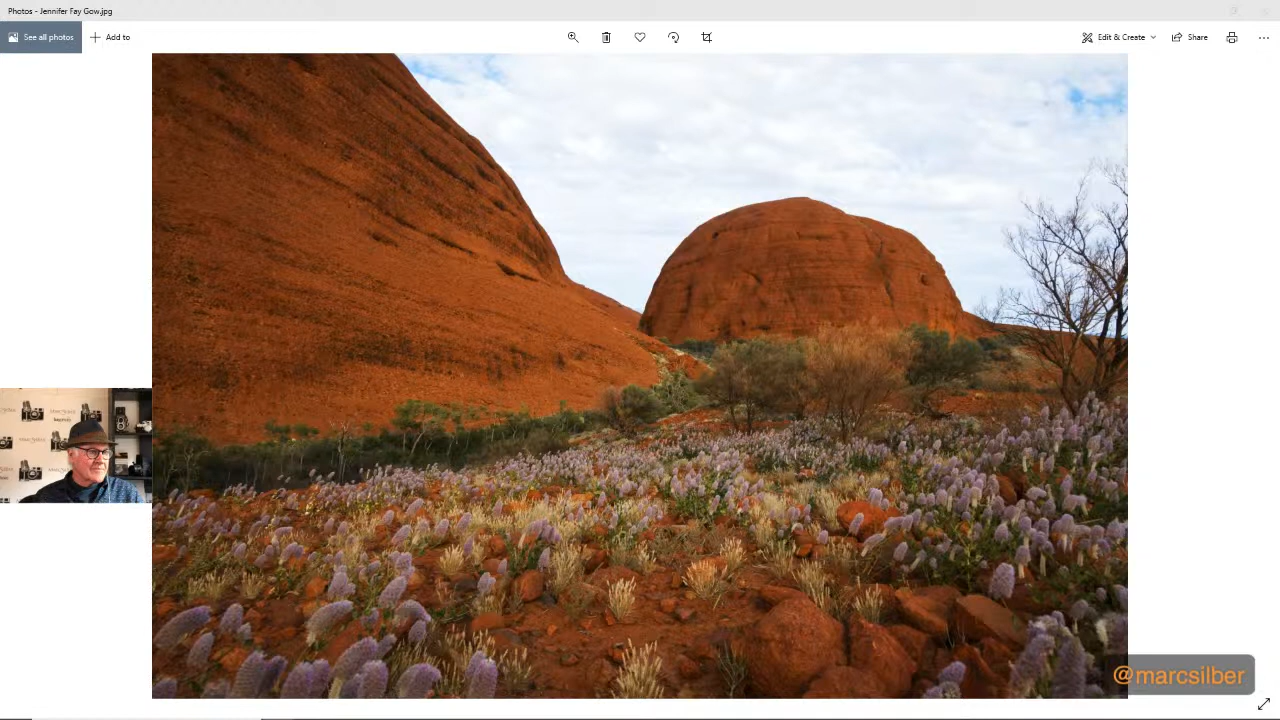 Photos - Jennifer Fay Gow.jpg
See all photos
Add to
Edit & Create
Share
@marcsilber